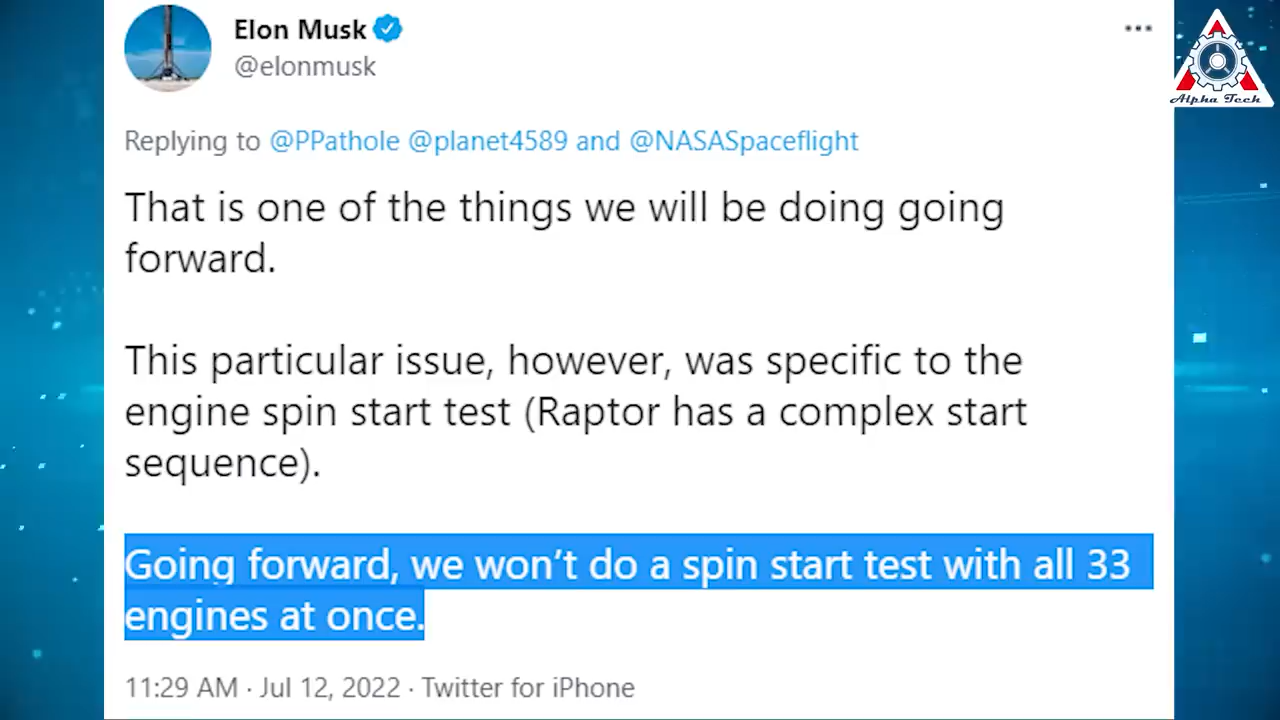 Elon Musk
@elonmusk
Alpha Tech
Replying to @PPathole @planet4589 and @NASASpaceflight
That is one of the things we will be doing going
forward.
This particular issue, however, was specific to the
engine spin start test (Raptor has a complex start
sequence).
Going forward, we won’t do a spin start test with all 33
engines at once.
11:29 AM · Jul 12, 2022 · Twitter for iPhone